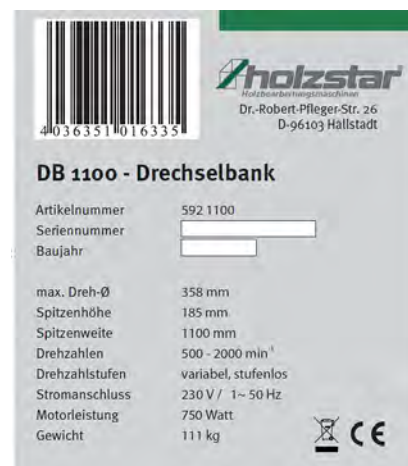 4 036351 016335
holzstar
Holzbearbeitungsmaschinen
Dr.-Robert-Pfleger-Str. 26
D-96103 Hallstadt
DB 1100 - Drechselbank
Artikelnummer 592 1100
Seriennummer
Baujahr
max. Dreh-Ø 358 mm
Spitzenhöhe 185 mm
Spitzenweite 1100 mm
Drehzahlen 500 - 2000 min⁻¹
Drehzahlstufen variabel, stufenlos
Stromanschluss 230 V / 1~ 50 Hz
Motorleistung 750 Watt
Gewicht 111 kg
CE